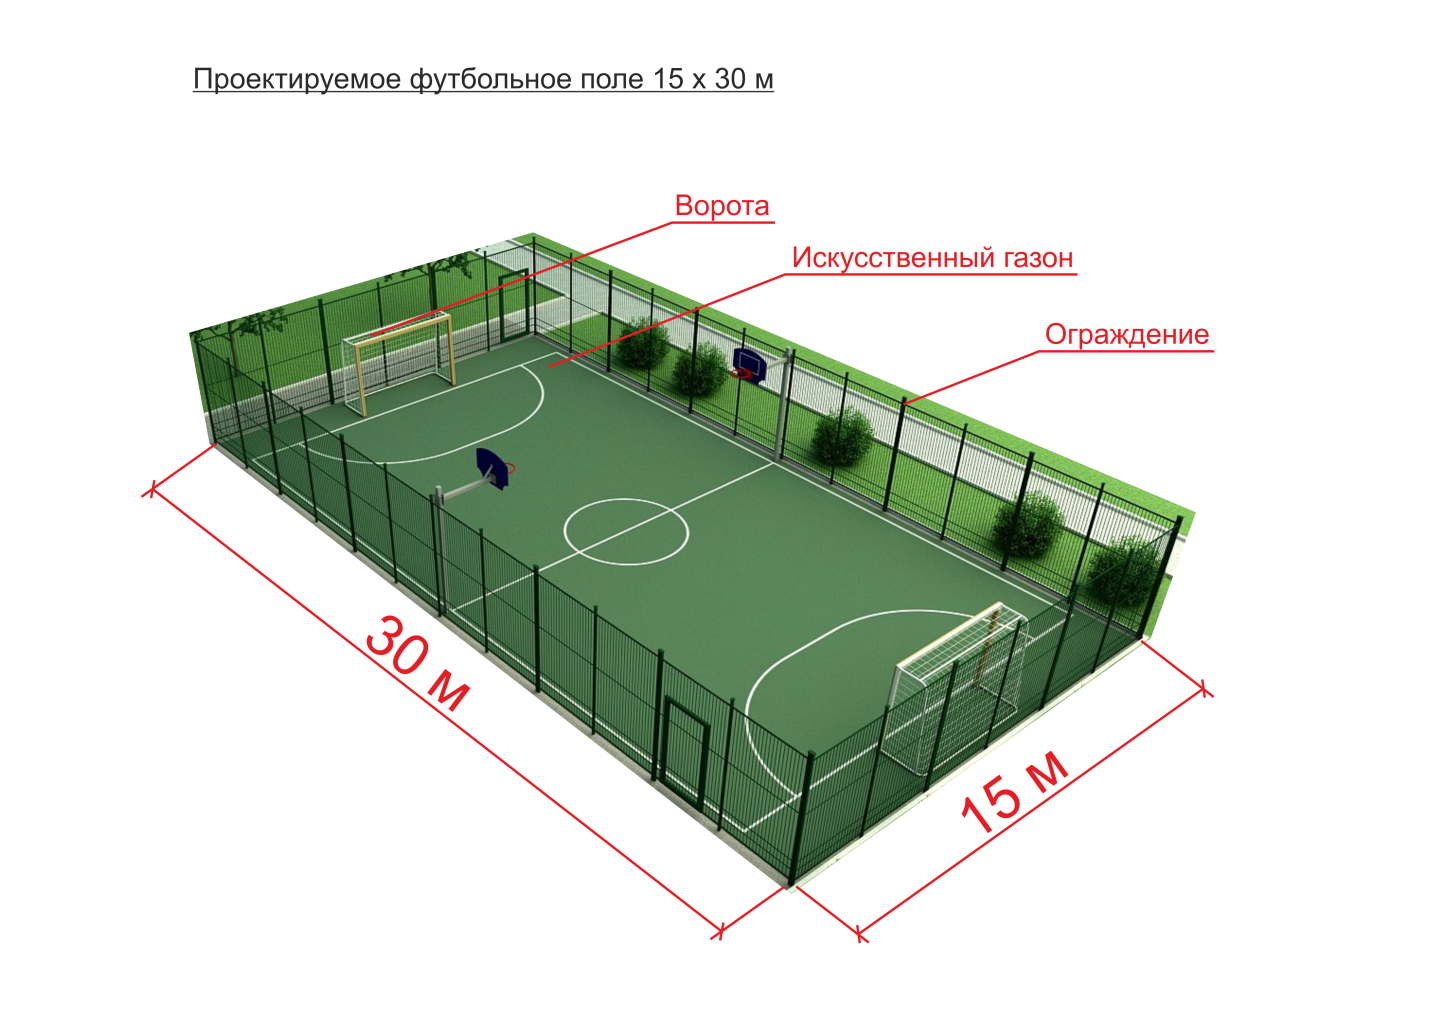 Проектируемое футбольное поле 15 х 30 м
Ворота
Искусственный газон
Ограждение
30 м
15 м